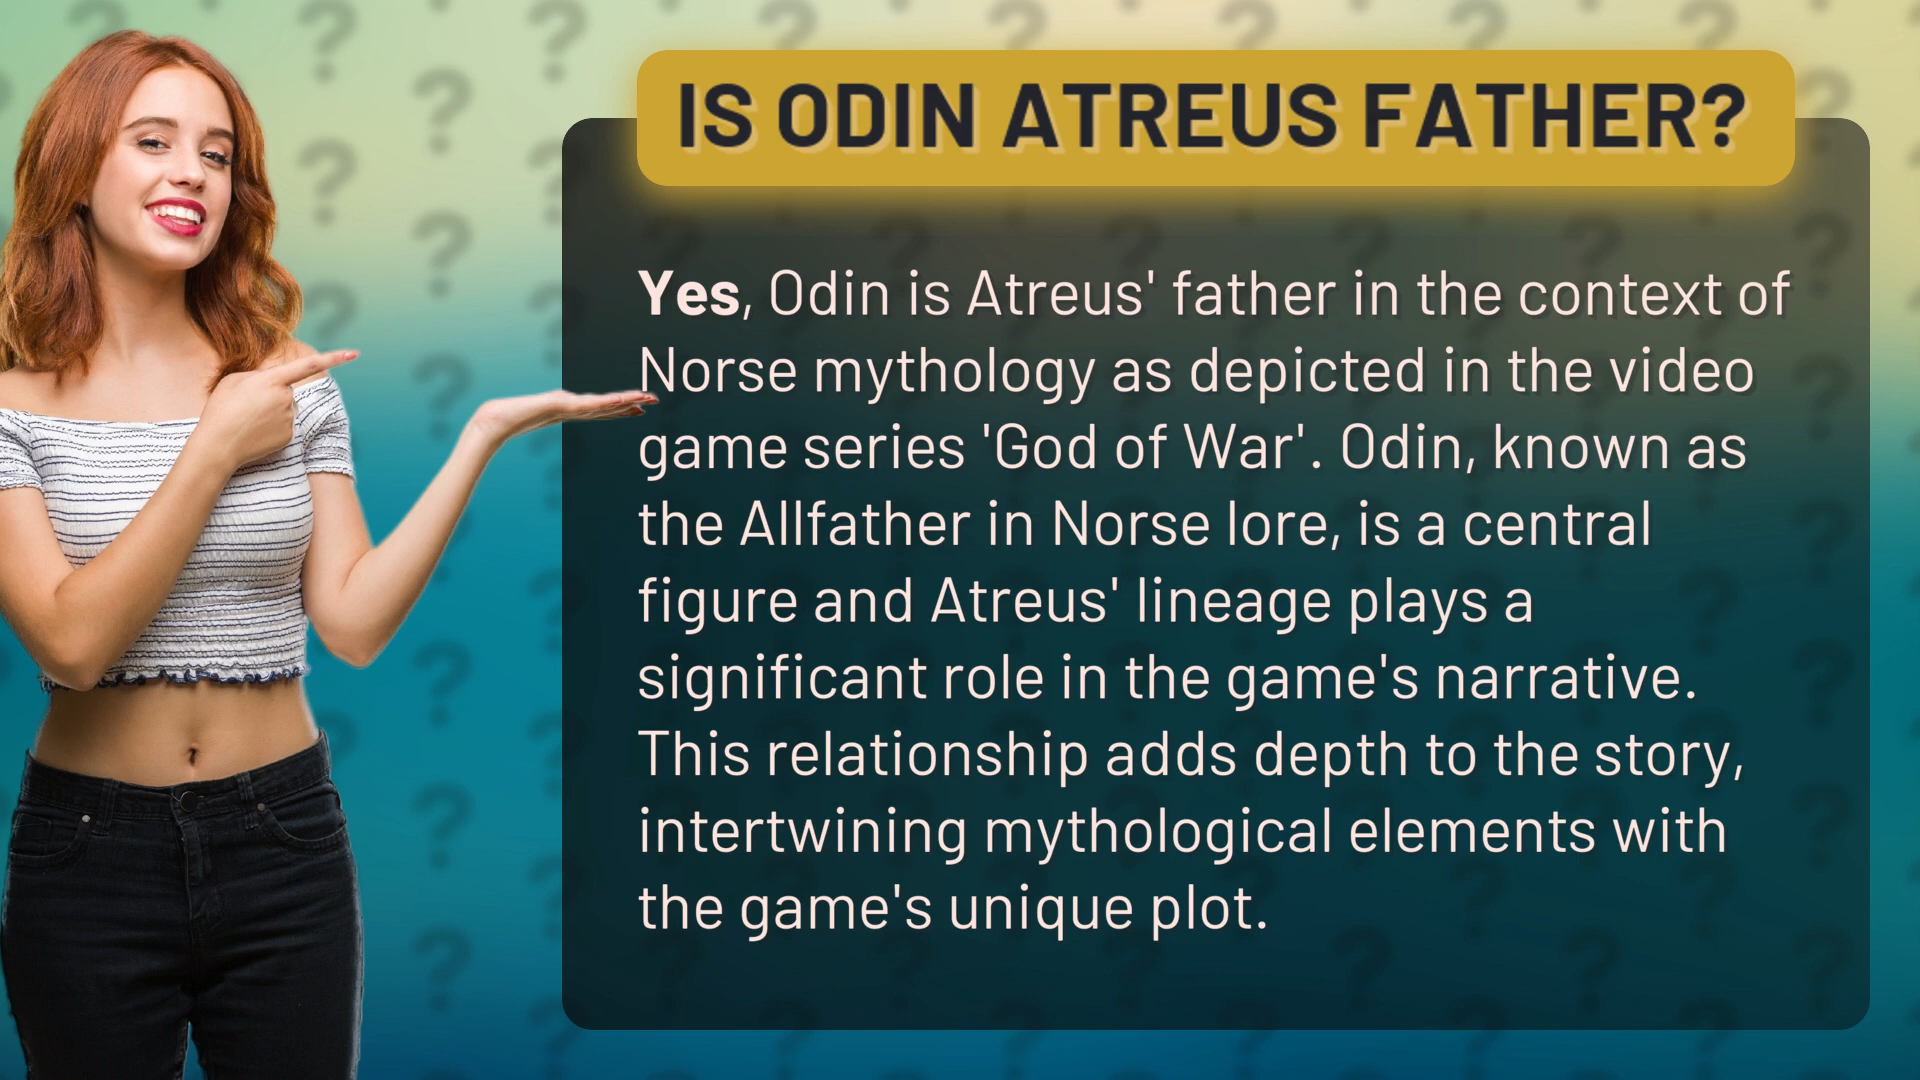 IS ODIN ATREUS FATHER?
Yes, Odin is Atreus' father in the context of
Norse mythology as depicted in the video
game series 'God of War'. Odin, known as
the Allfather in Norse lore, is a central
figure and Atreus' lineage plays a
significant role in the game's narrative.
This relationship adds depth to the story,
intertwining mythological elements with
the game's unique plot.